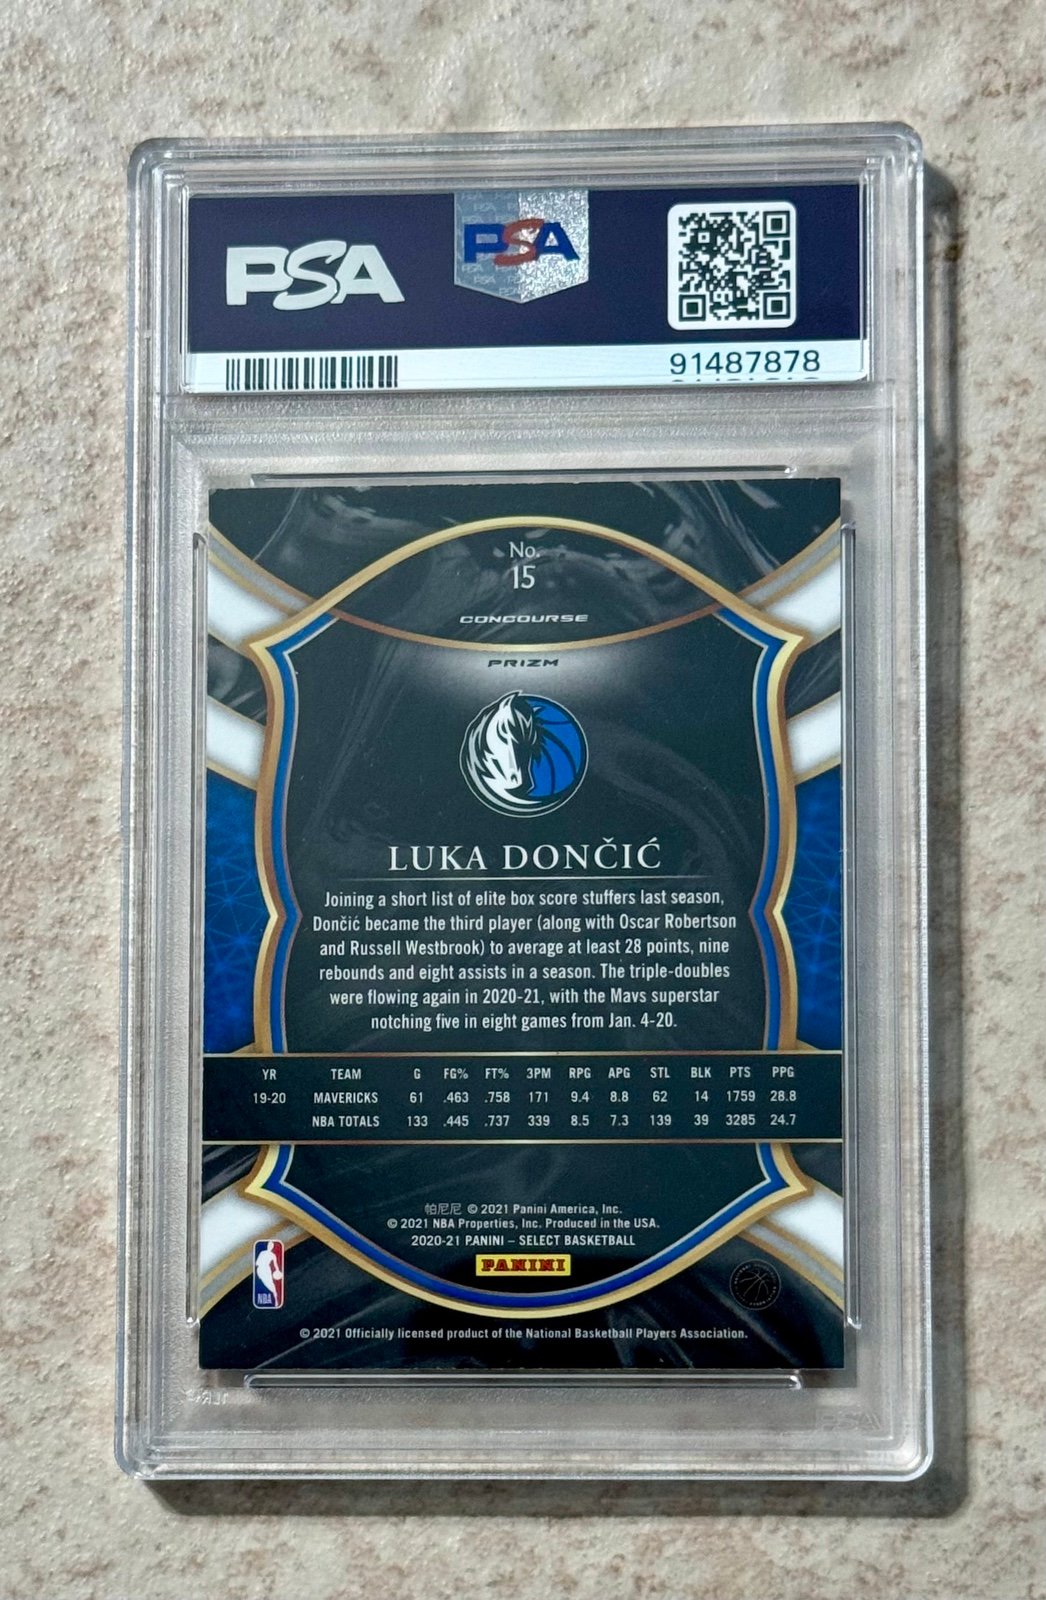 PSA
PSA
91487878
No.
15
CONCOURSE
PRIZM
LUKA DONČIĆ
Joining a short list of elite box score stuffers last season,
Dončić became the third player (along with Oscar Robertson
and Russell Westbrook) to average at least 28 points, nine
rebounds and eight assists in a season. The triple-doubles
were flowing again in 2020-21, with the Mavs superstar
notching five in eight games from Jan. 4-20.
YR TEAM G FG% FT% 3PM RPG APG STL BLK PTS PPG
19-20 MAVERICKS 61 .463 .758 171 9.4 8.8 62 14 1759 28.8
NBA TOTALS 133 .445 .737 339 8.5 7.3 139 39 3285 24.7
帕尼尼 © 2021 Panini America, Inc.
© 2021 NBA Properties, Inc. Produced in the USA.
2020-21 PANINI – SELECT BASKETBALL
PANINI
NBA
© 2021 Officially licensed product of the National Basketball Players Association.
PSA